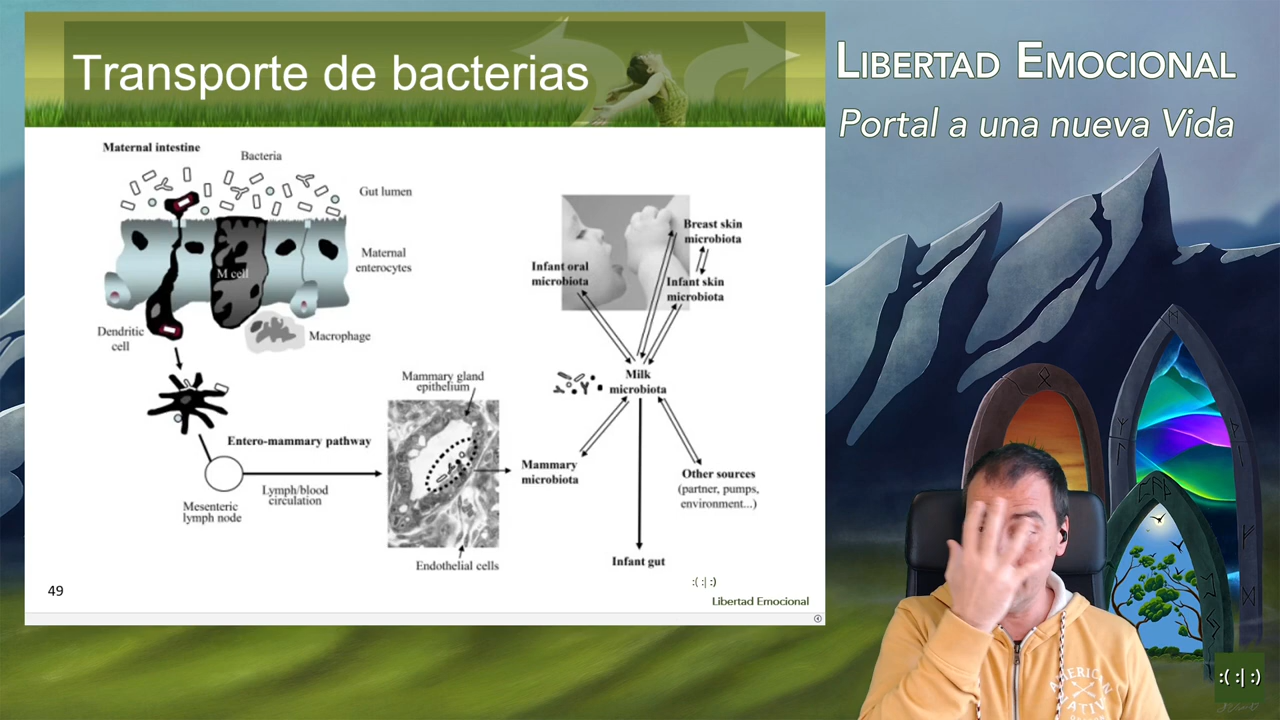 Transporte de bacterias
LIBERTAD EMOCIONAL
Portal a una nueva Vida
Maternal intestine
Bacteria
Gut lumen
Maternal
enterocytes
M cell
Dendritic
cell
Macrophage
Breast skin
microbiota
Infant oral
microbiota
Infant skin
microbiota
Milk
microbiota
Mammary gland
epithelium
Entero-mammary pathway
Lymph/blood
circulation
Mesenteric
lymph node
Mammary
microbiota
Other sources
(partner, pumps,
environment...)
Endothelial cells
Infant gut
49
:( :| :)
Libertad Emocional
AMERICAN
NATIV
:( :| :)